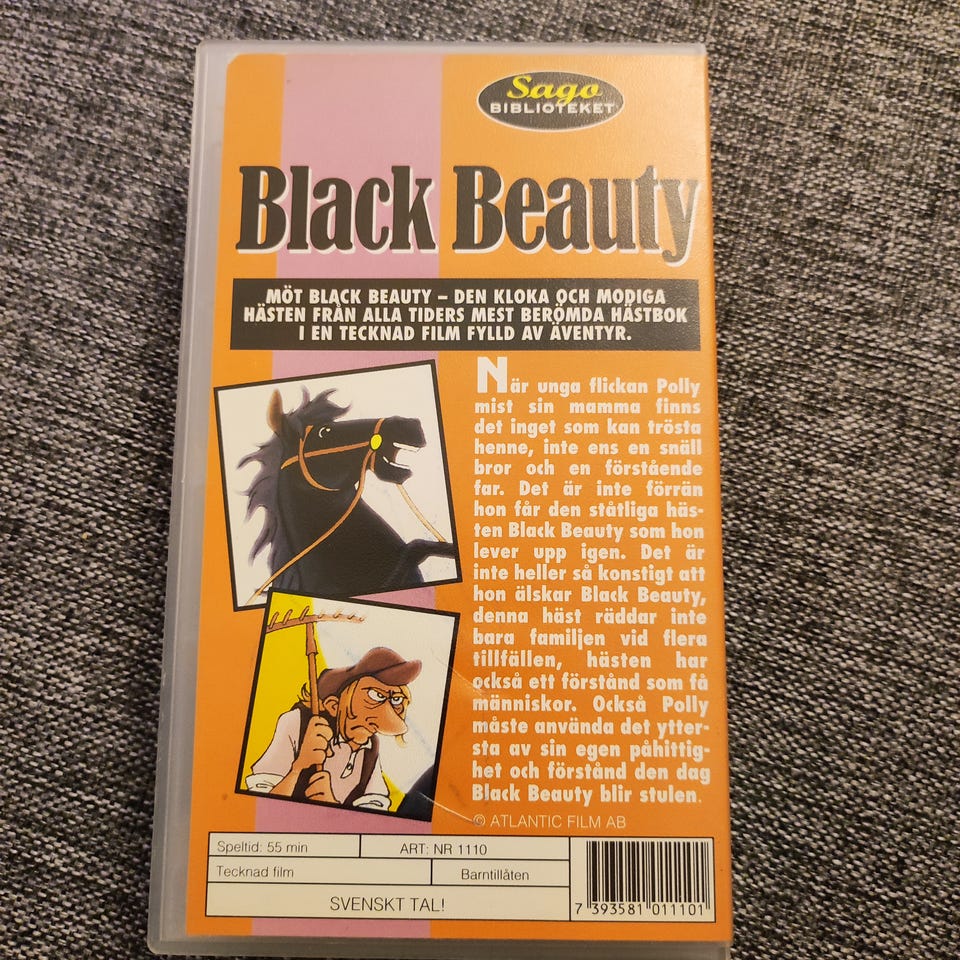 Sago
BIBLIOTEKET
Black Beauty
MÖT BLACK BEAUTY – DEN KLOKA OCH MODIGA
HÄSTEN FRÅN ALLA TIDERS MEST BERÖMDA HÄSTBOK
I EN TECKNAD FILM FYLLD AV ÄVENTYR.
När unga flickan Polly
mist sin mamma finns
det inget som kan trösta
henne, inte ens en snäll
bror och en förstående
far. Det är inte förrän
hon får den ståtliga häs-
ten Black Beauty som hon
lever upp igen. Det är
inte heller så konstigt att
hon älskar Black Beauty,
denna häst räddar inte
bara familjen vid flera
tillfällen, hästen har
också ett förstånd som få
människor. Också Polly
måste använda det ytter-
sta av sin egen påhittig-
het och förstånd den dag
Black Beauty blir stulen.
© ATLANTIC FILM AB
Speltid: 55 min
ART: NR 1110
Tecknad film
Barntillåten
SVENSKT TAL!
7 393581 011101